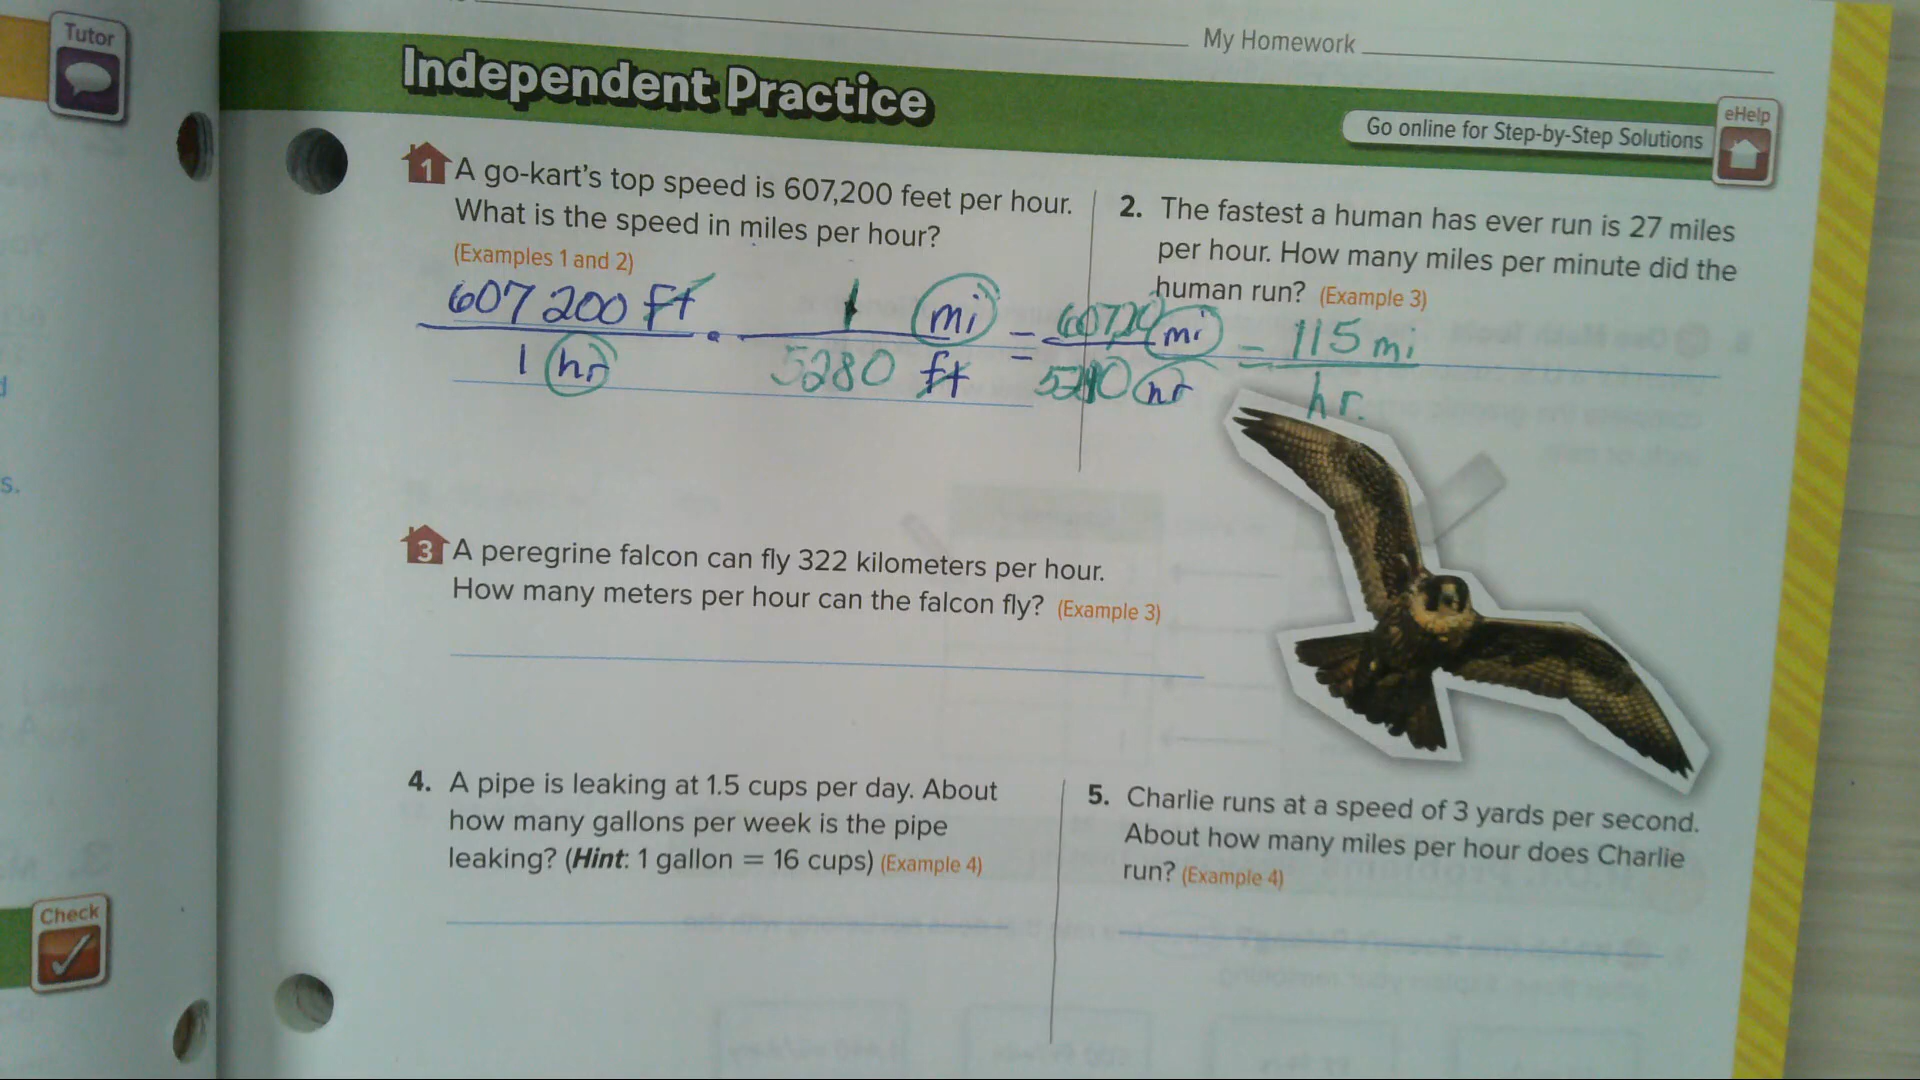 Tutor
My Homework
Independent Practice
eHelp
Go online for Step-by-Step Solutions
1 A go-kart's top speed is 607,200 feet per hour.
What is the speed in miles per hour?
(Examples 1 and 2)
607 200 ft . 1 mi = mi = 115 mi
1 hr 5280 ft hr hr.
2. The fastest a human has ever run is 27 miles
per hour. How many miles per minute did the
human run? (Example 3)
s.
3 A peregrine falcon can fly 322 kilometers per hour.
How many meters per hour can the falcon fly? (Example 3)
4. A pipe is leaking at 1.5 cups per day. About
how many gallons per week is the pipe
leaking? (Hint: 1 gallon = 16 cups) (Example 4)
5. Charlie runs at a speed of 3 yards per second.
About how many miles per hour does Charlie
run? (Example 4)
Check